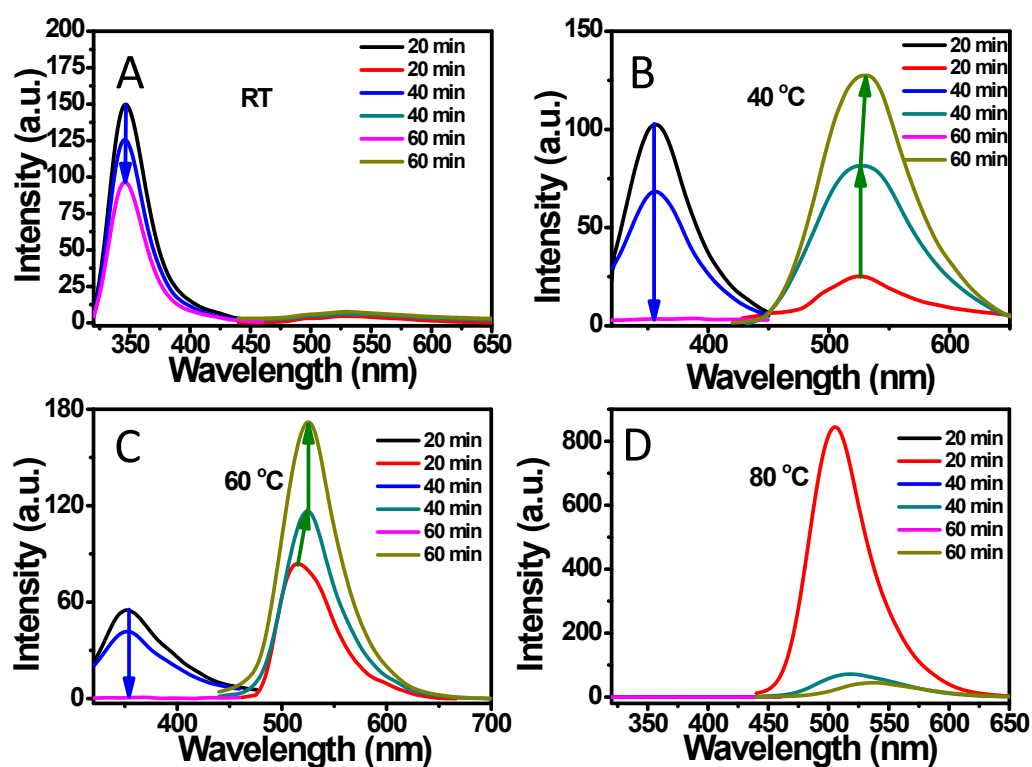 A
RT
20 min
20 min
40 min
40 min
60 min
60 min
200
175
150
125
100
75
50
25
0
350 400 450 500 550 600 650
Wavelength (nm)
Intensity (a.u.)
B
40 °C
20 min
20 min
40 min
40 min
60 min
60 min
150
100
50
0
400 500 600
Wavelength (nm)
Intensity (a.u.)
C
60 °C
20 min
20 min
40 min
40 min
60 min
60 min
180
120
60
0
400 500 600 700
Wavelength (nm)
Intensity (a.u.)
D
80 °C
20 min
20 min
40 min
40 min
60 min
60 min
800
600
400
200
0
350 400 450 500 550 600 650
Wavelength (nm)
Intensity (a.u.)